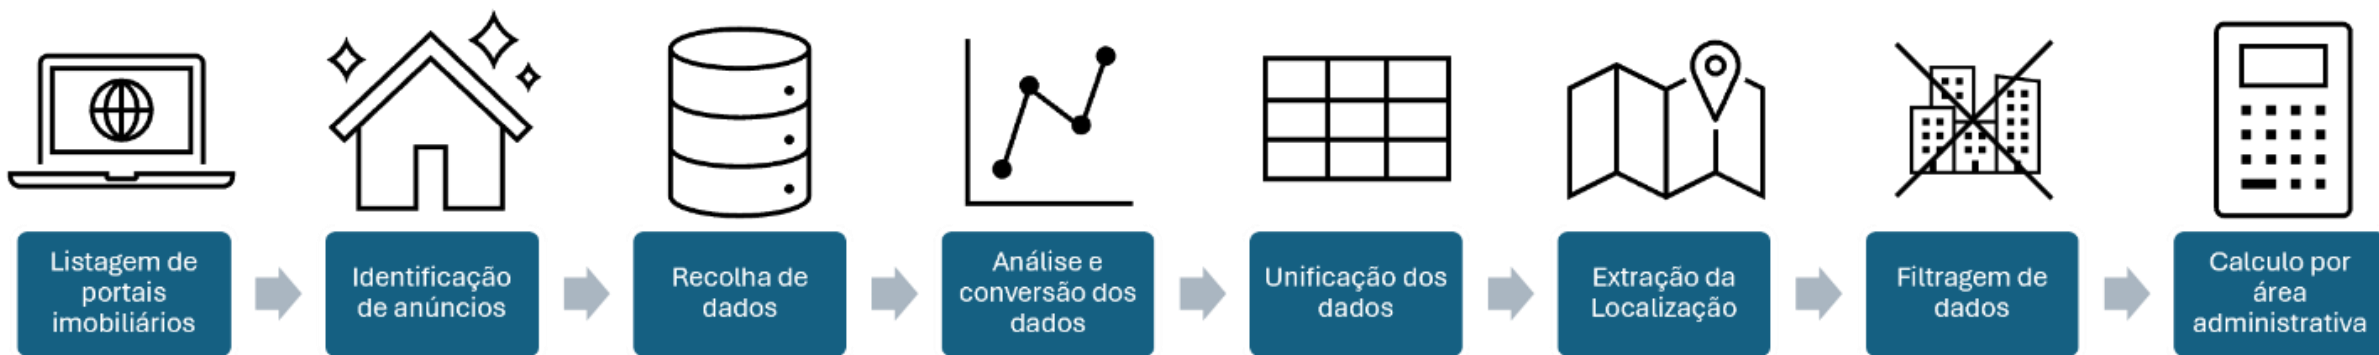 Listagem de
portais
imobiliários
Identificação
de anúncios
Recolha de
dados
Análise e
conversão dos
dados
Unificação dos
dados
Extração da
Localização
Filtragem de
dados
Calculo por
área
administrativa